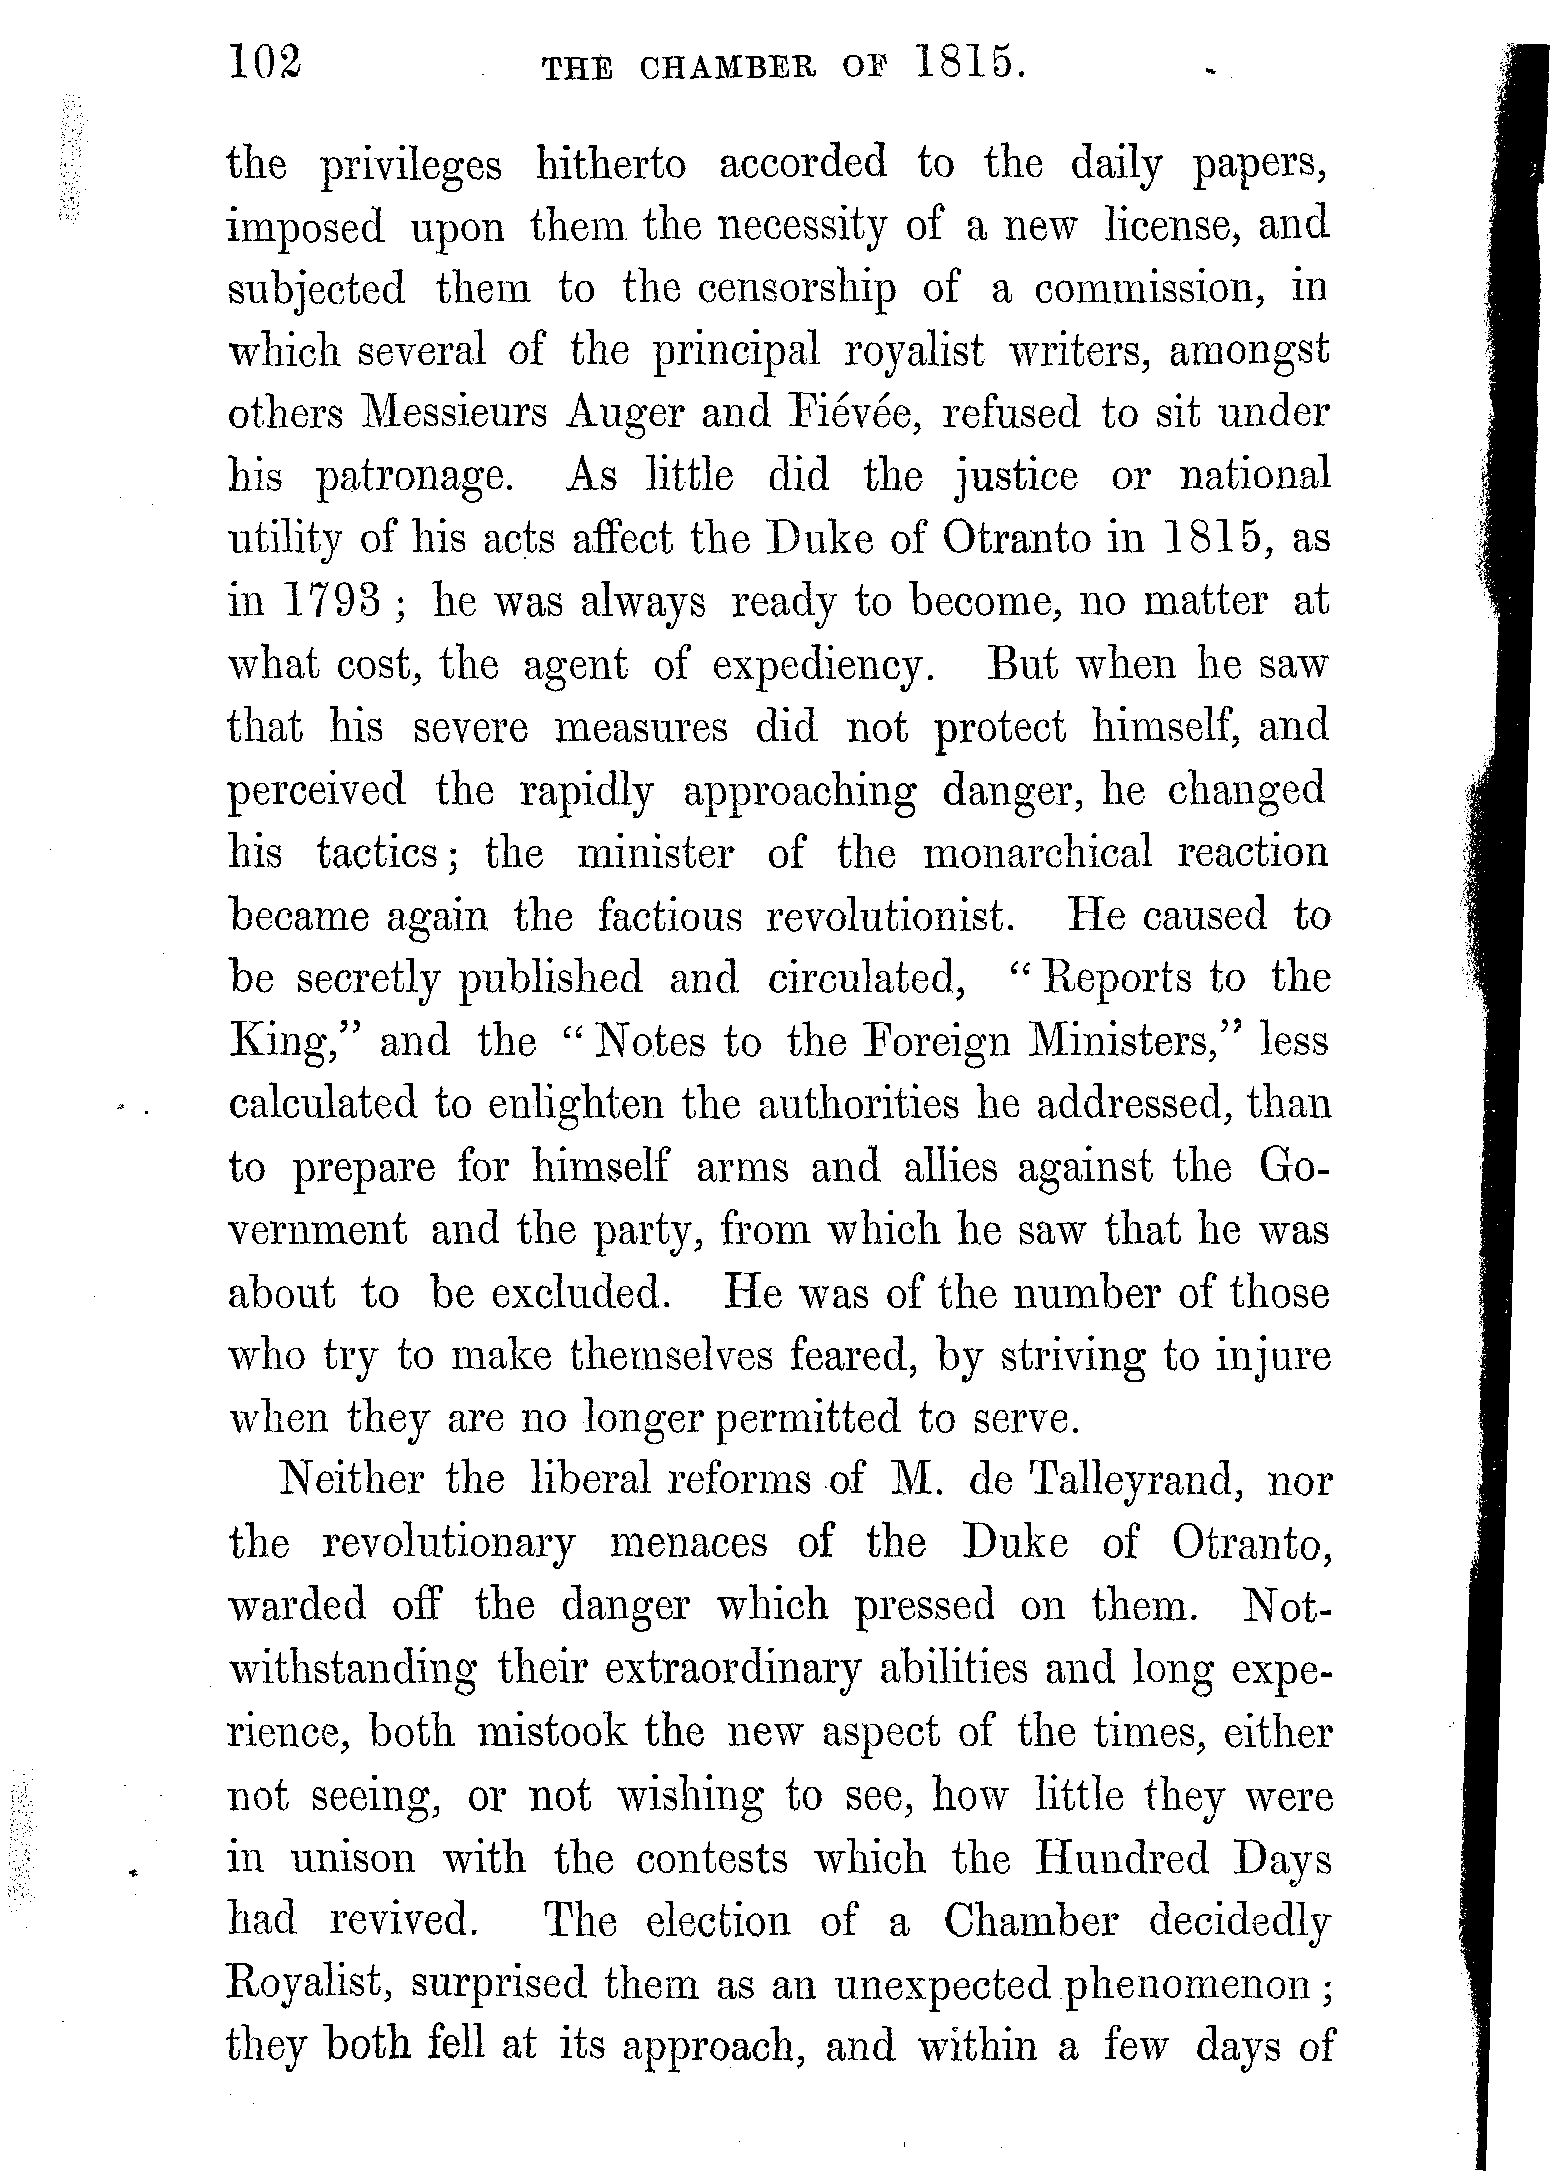 102 THE CHAMBER OF 1815.
the privileges hitherto accorded to the daily papers,
imposed upon them the necessity of a new license, and
subjected them to the censorship of a commission, in
which several of the principal royalist writers, amongst
others Messieurs Auger and Fiévée, refused to sit under
his patronage. As little did the justice or national
utility of his acts affect the Duke of Otranto in 1815, as
in 1793 ; he was always ready to become, no matter at
what cost, the agent of expediency. But when he saw
that his severe measures did not protect himself, and
perceived the rapidly approaching danger, he changed
his tactics ; the minister of the monarchical reaction
became again the factious revolutionist. He caused to
be secretly published and circulated, “ Reports to the
King,” and the “ Notes to the Foreign Ministers,” less
calculated to enlighten the authorities he addressed, than
to prepare for himself arms and allies against the Go-
vernment and the party, from which he saw that he was
about to be excluded. He was of the number of those
who try to make themselves feared, by striving to injure
when they are no longer permitted to serve.
Neither the liberal reforms of M. de Talleyrand, nor
the revolutionary menaces of the Duke of Otranto,
warded off the danger which pressed on them. Not-
withstanding their extraordinary abilities and long expe-
rience, both mistook the new aspect of the times, either
not seeing, or not wishing to see, how little they were
in unison with the contests which the Hundred Days
had revived. The election of a Chamber decidedly
Royalist, surprised them as an unexpected phenomenon ;
they both fell at its approach, and within a few days of